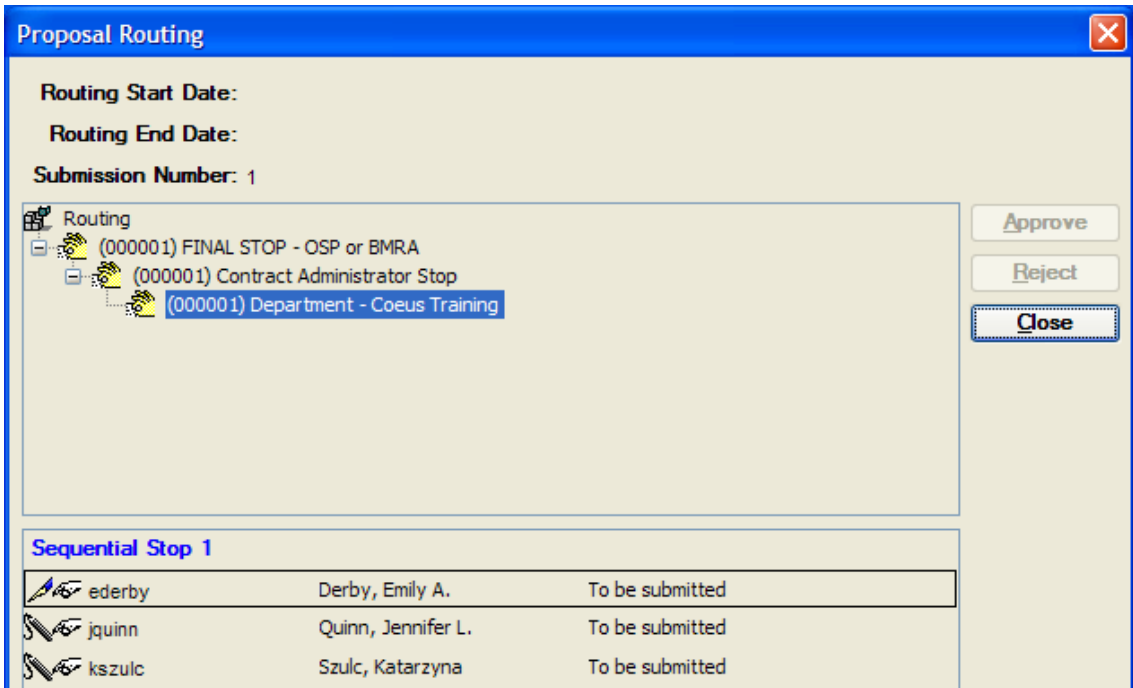 Proposal Routing
Routing Start Date:
Routing End Date:
Submission Number: 1
Routing
(000001) FINAL STOP - OSP or BMRA
(000001) Contract Administrator Stop
(000001) Department - Coeus Training
Approve
Reject
Close
Sequential Stop 1
ederby Derby, Emily A. To be submitted
jquinn Quinn, Jennifer L. To be submitted
kszulc Szulc, Katarzyna To be submitted